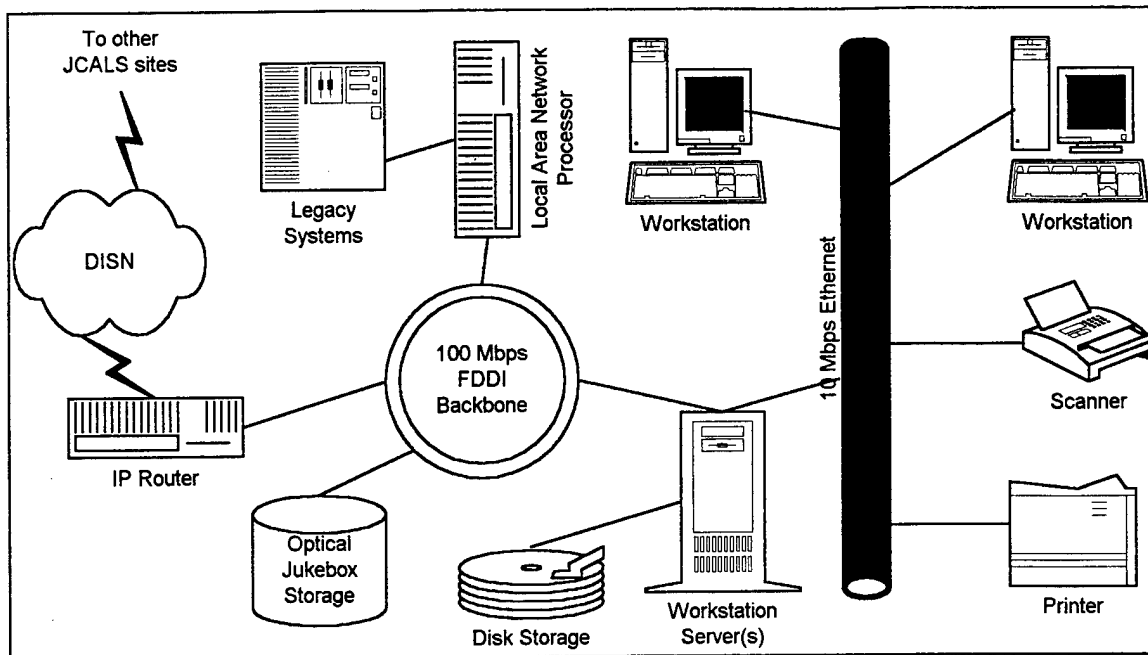 To other
JCALS sites
DISN
IP Router
Legacy
Systems
Local Area Network
Processor
100 Mbps
FDDI
Backbone
Optical
Jukebox
Storage
Disk Storage
Workstation
Server(s)
10 Mbps Ethernet
Workstation
Workstation
Scanner
Printer